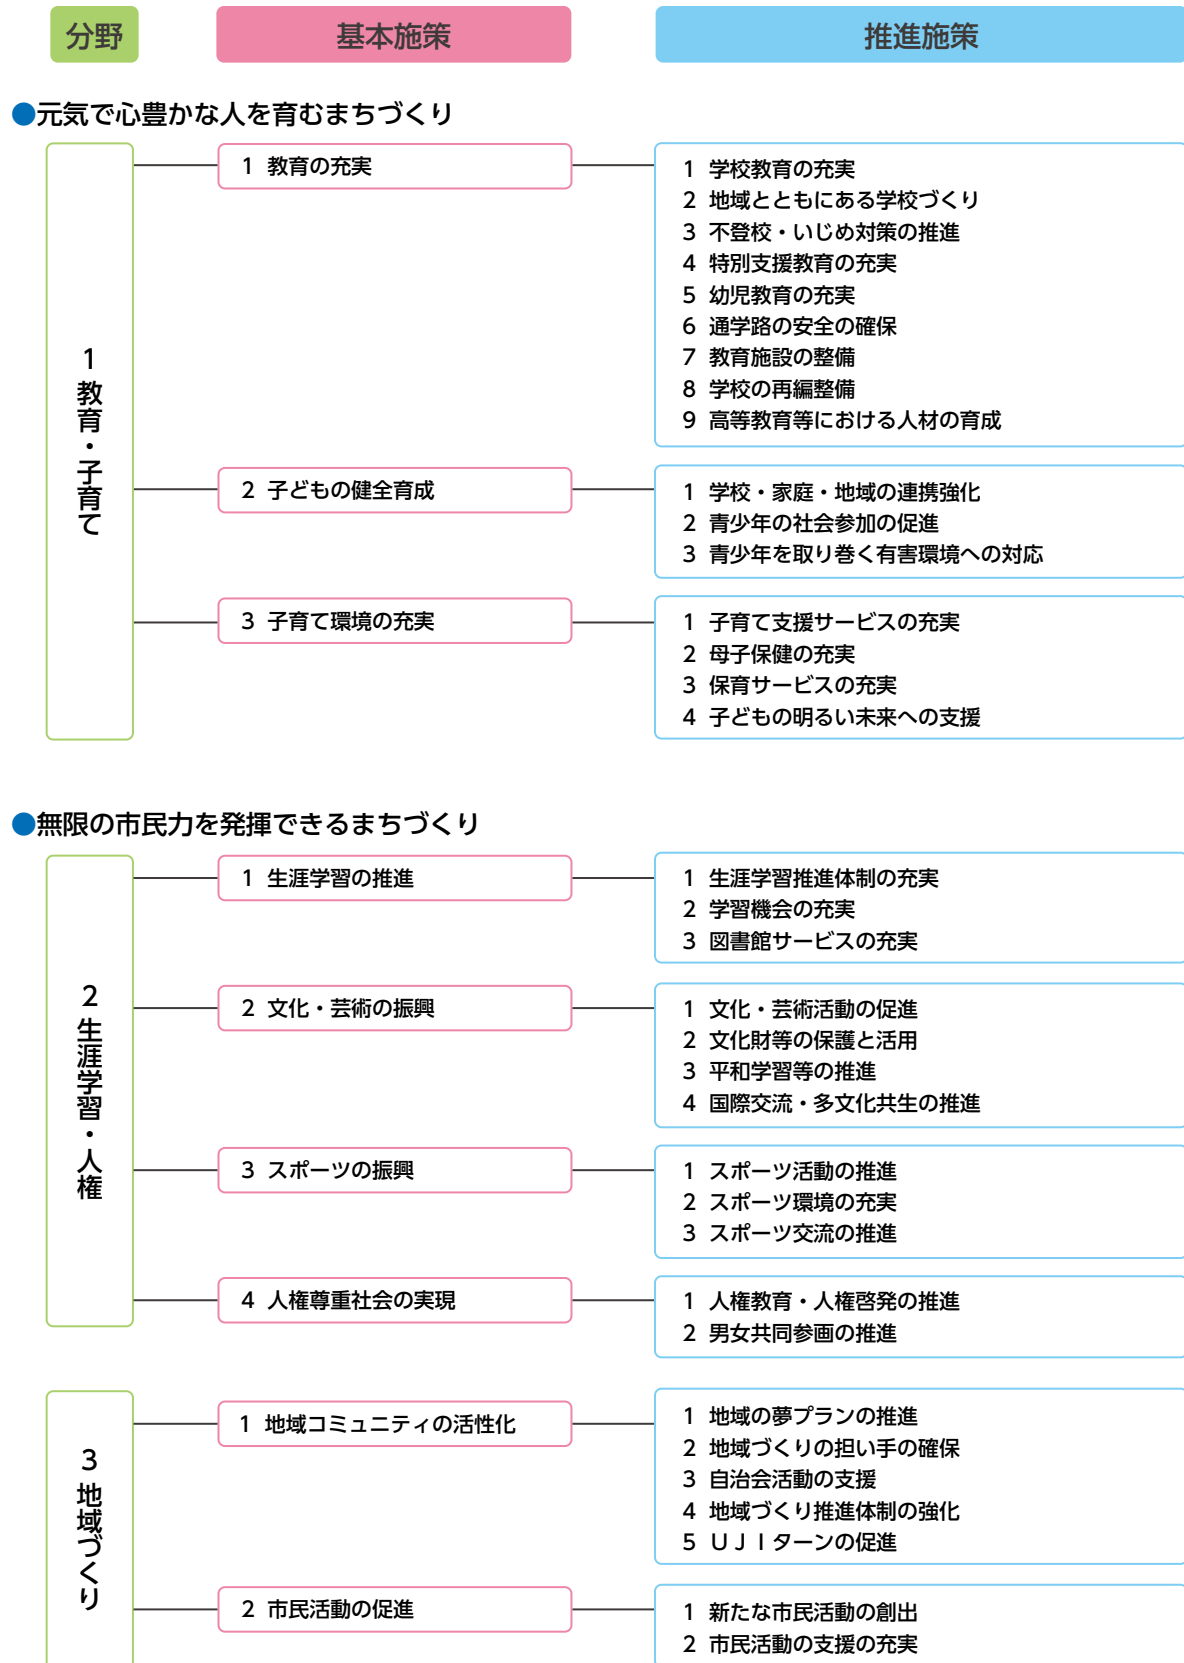 分野 基本施策 推進施策
●元気で心豊かな人を育むまちづくり
1 教育・子育て
1 教育の充実
1 学校教育の充実
2 地域とともにある学校づくり
3 不登校・いじめ対策の推進
4 特別支援教育の充実
5 幼児教育の充実
6 通学路の安全の確保
7 教育施設の整備
8 学校の再編整備
9 高等教育等における人材の育成
2 子どもの健全育成
1 学校・家庭・地域の連携強化
2 青少年の社会参加の促進
3 青少年を取り巻く有害環境への対応
3 子育て環境の充実
1 子育て支援サービスの充実
2 母子保健の充実
3 保育サービスの充実
4 子どもの明るい未来への支援
●無限の市民力を発揮できるまちづくり
2 生涯学習・人権
1 生涯学習の推進
1 生涯学習推進体制の充実
2 学習機会の充実
3 図書館サービスの充実
2 文化・芸術の振興
1 文化・芸術活動の促進
2 文化財等の保護と活用
3 平和学習等の推進
4 国際交流・多文化共生の推進
3 スポーツの振興
1 スポーツ活動の推進
2 スポーツ環境の充実
3 スポーツ交流の推進
4 人権尊重社会の実現
1 人権教育・人権啓発の推進
2 男女共同参画の推進
3 地域づくり
1 地域コミュニティの活性化
1 地域の夢プランの推進
2 地域づくりの担い手の確保
3 自治会活動の支援
4 地域づくり推進体制の強化
5 ＵＪＩターンの促進
2 市民活動の促進
1 新たな市民活動の創出
2 市民活動の支援の充実